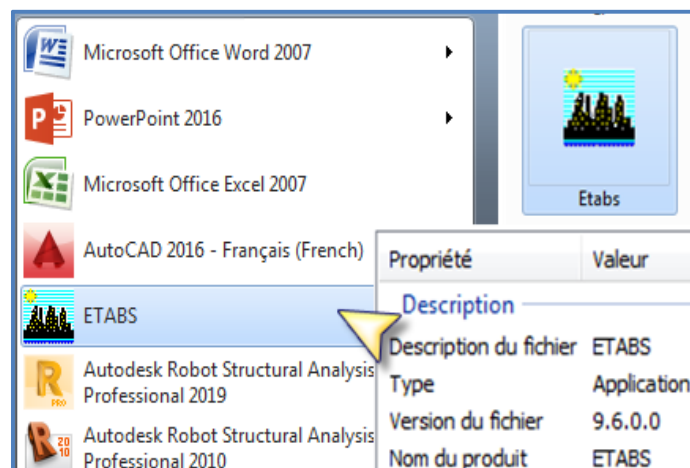 Microsoft Office Word 2007
PowerPoint 2016
Microsoft Office Excel 2007
AutoCAD 2016 - Français (French)
ETABS
Autodesk Robot Structural Analysis
Professional 2019
Autodesk Robot Structural Analysis
Professional 2010
Etabs
Propriété Valeur
Description
Description du fichier ETABS
Type Application
Version du fichier 9.6.0.0
Nom du produit ETABS